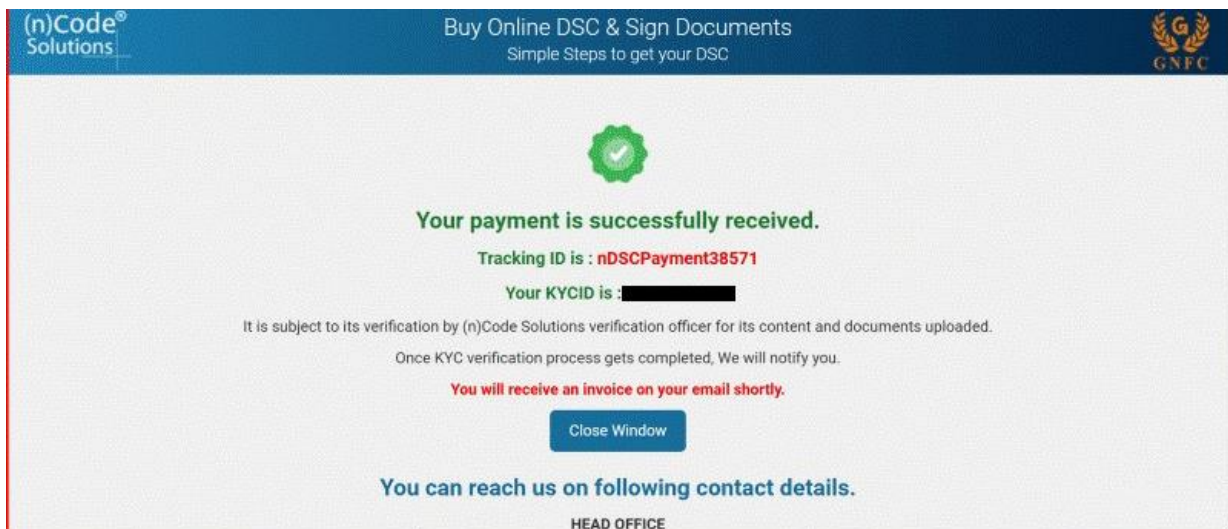 (n)Code®
Solutions
Buy Online DSC & Sign Documents
Simple Steps to get your DSC
G
GNFC
Your payment is successfully received.
Tracking ID is : nDSCPayment38571
Your KYCID is :
It is subject to its verification by (n)Code Solutions verification officer for its content and documents uploaded.
Once KYC verification process gets completed, We will notify you.
You will receive an invoice on your email shortly.
Close Window
You can reach us on following contact details.
HEAD OFFICE